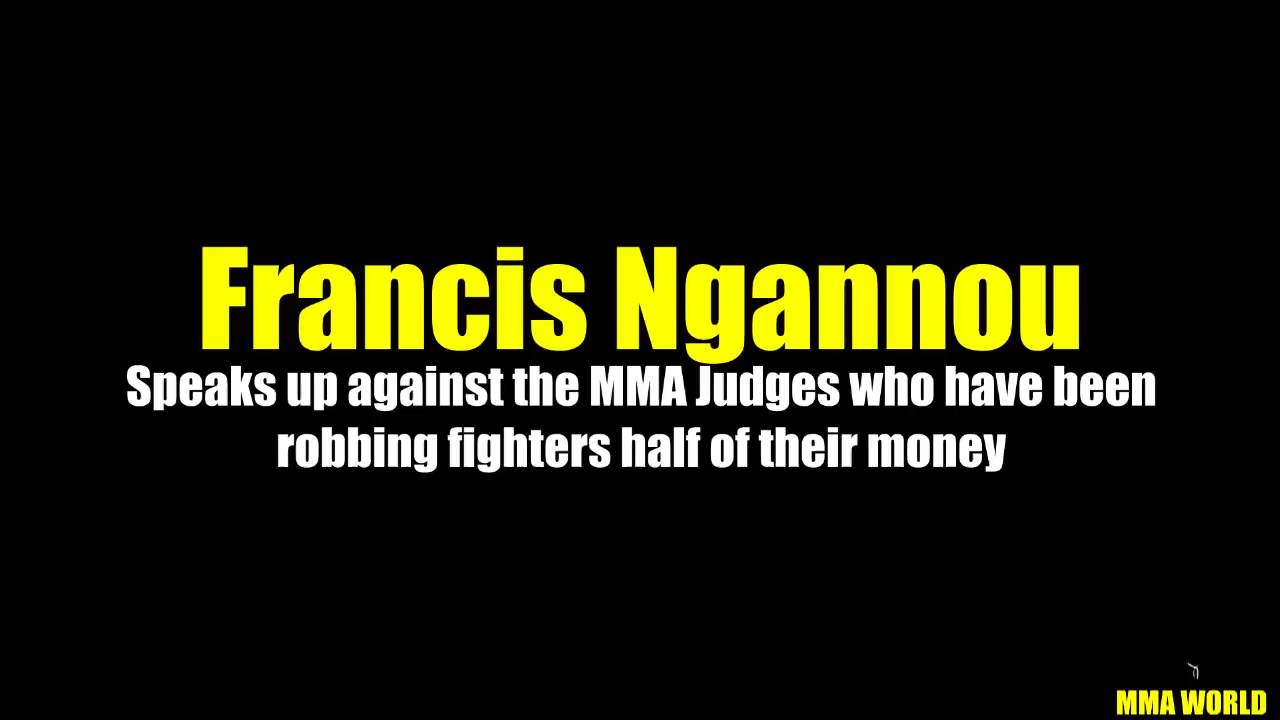 Francis Ngannou
Speaks up against the MMA Judges who have been
robbing fighters half of their money
MMA WORLD